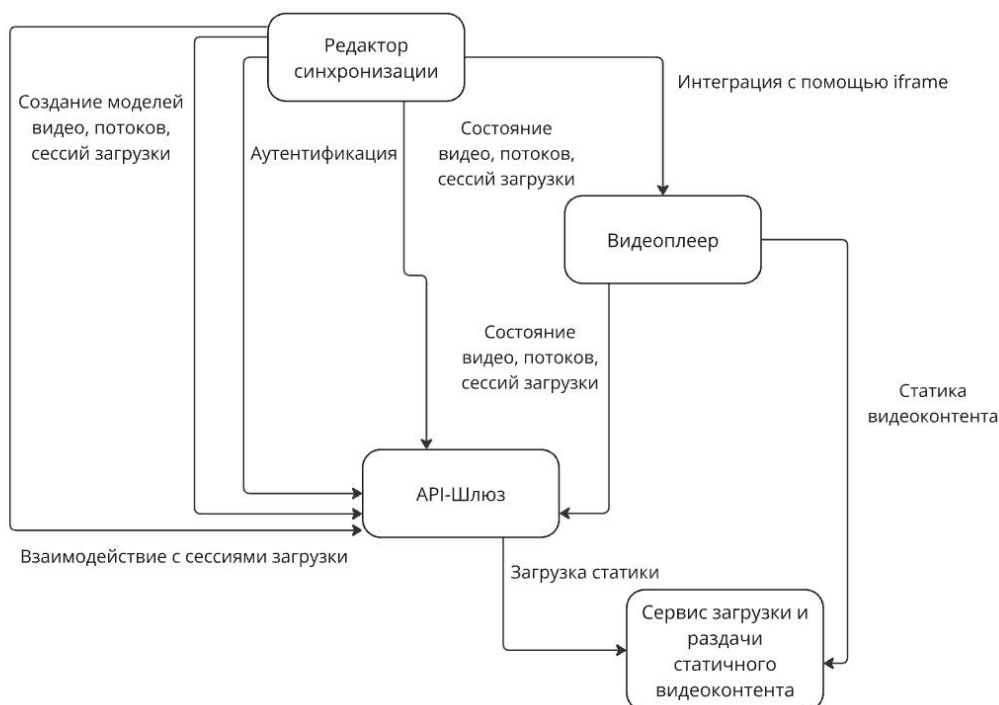 Редактор
синхронизации
Создание моделей
видео, потоков,
сессий загрузки
Аутентификация
Состояние
видео, потоков,
сессий загрузки
Интеграция с помощью iframe
Видеоплеер
Состояние
видео, потоков,
сессий загрузки
Статика
видеоконтента
API-Шлюз
Взаимодействие с сессиями загрузки
Загрузка статики
Сервис загрузки и
раздачи
статичного
видеоконтента